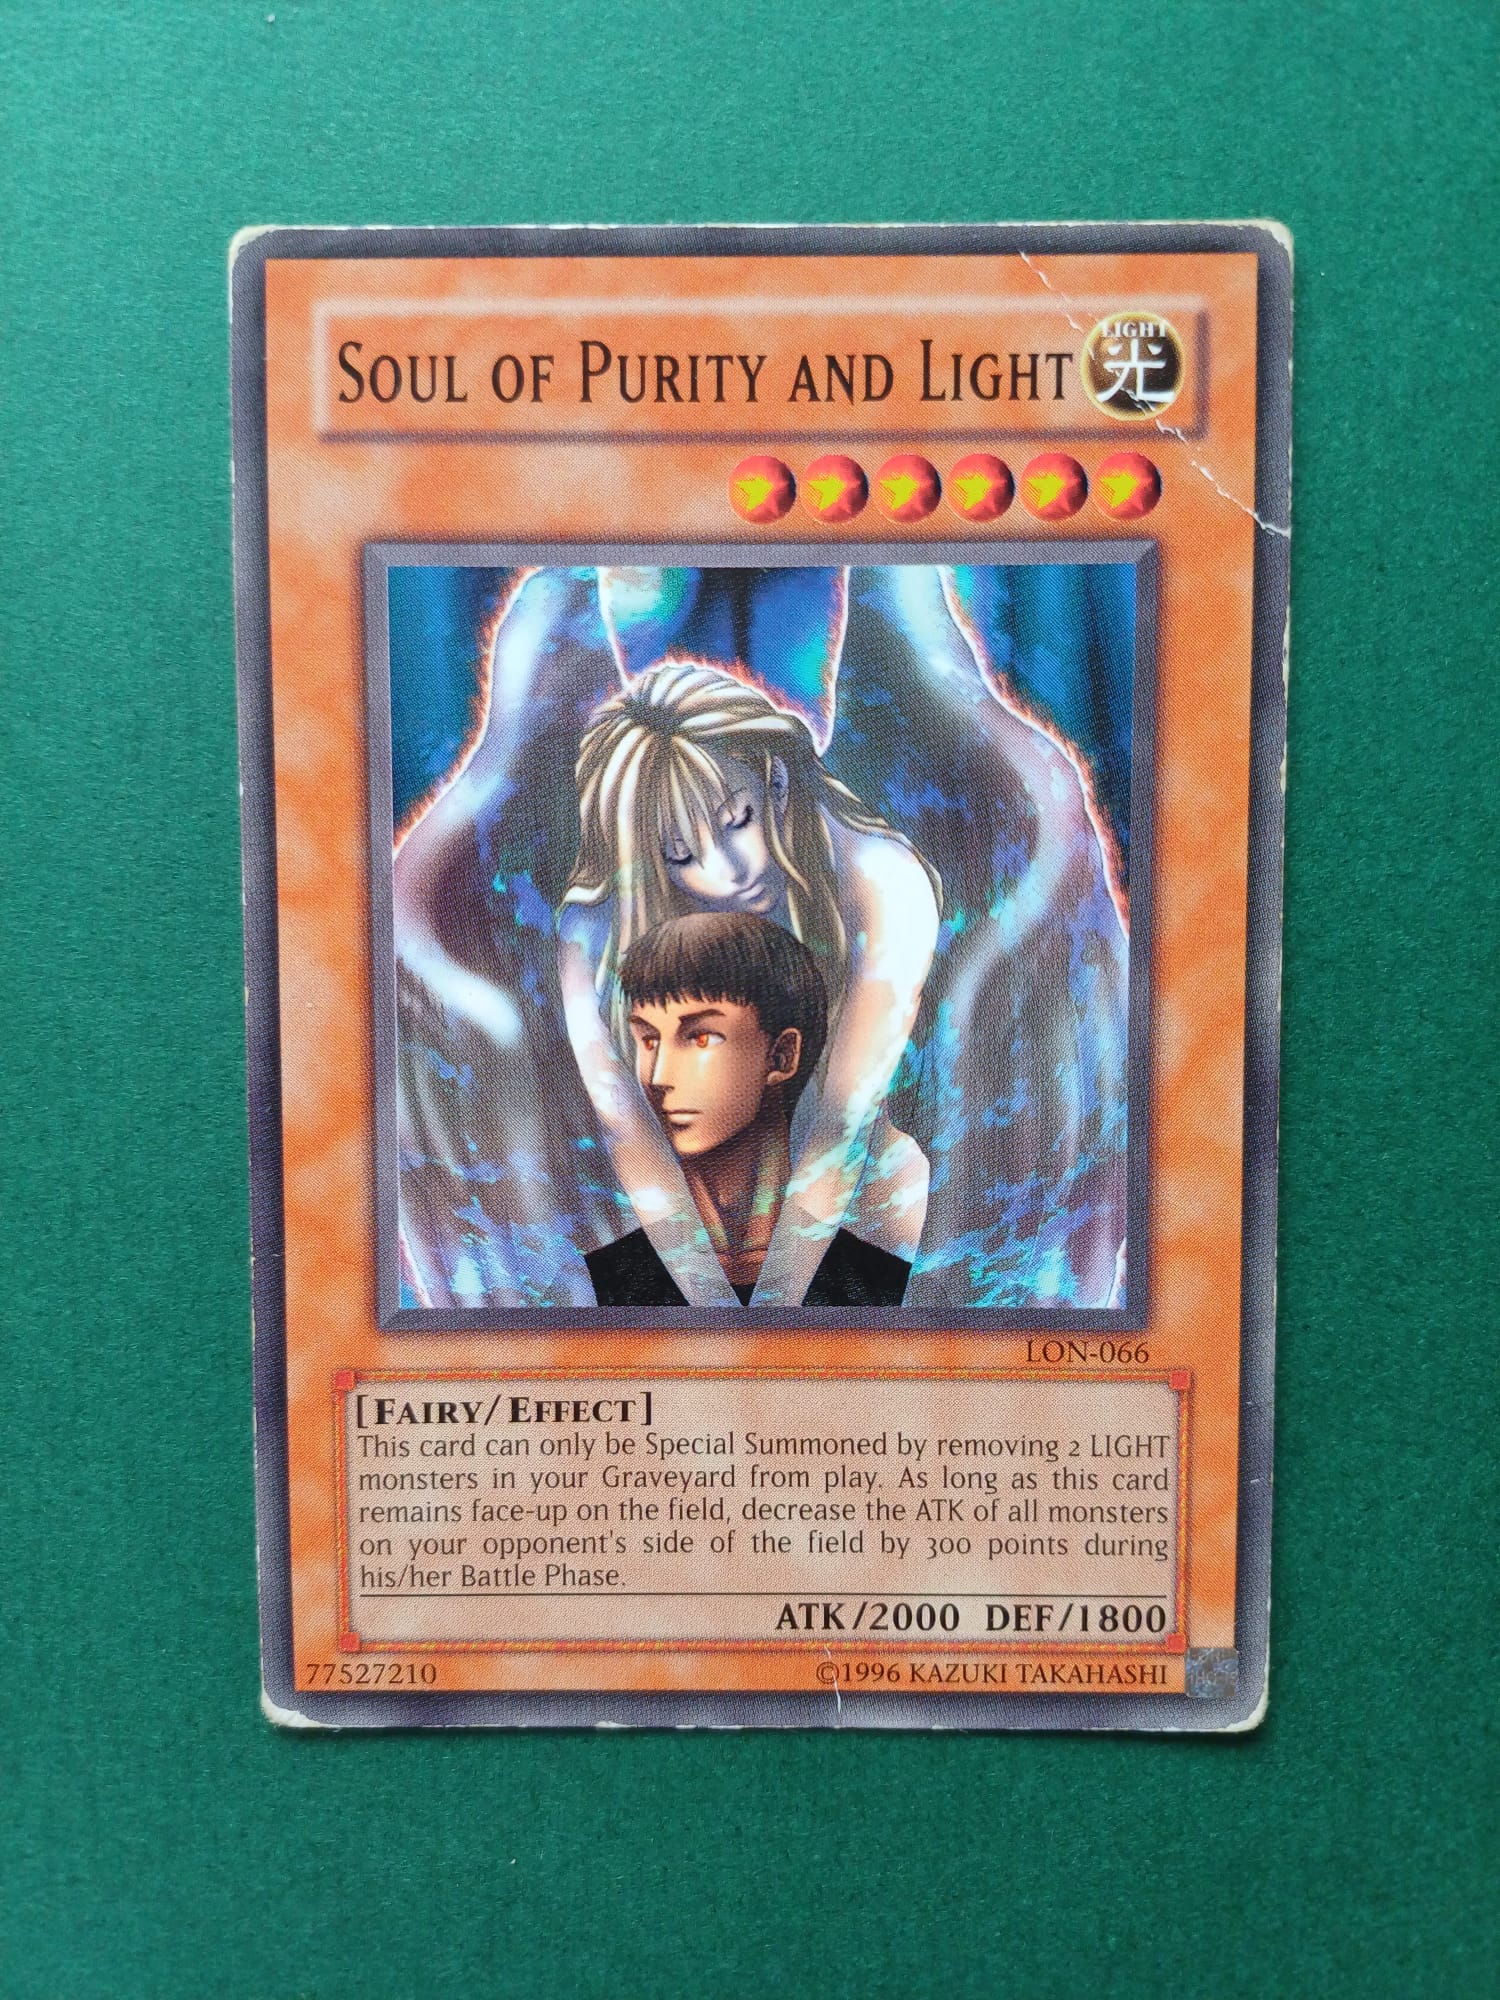 Soul of Purity and Light
LIGHT
光
LON-066
[Fairy/Effect]
This card can only be Special Summoned by removing 2 LIGHT
monsters in your Graveyard from play. As long as this card
remains face-up on the field, decrease the ATK of all monsters
on your opponent's side of the field by 300 points during
his/her Battle Phase.
ATK/2000 DEF/1800
77527210
©1996 KAZUKI TAKAHASHI